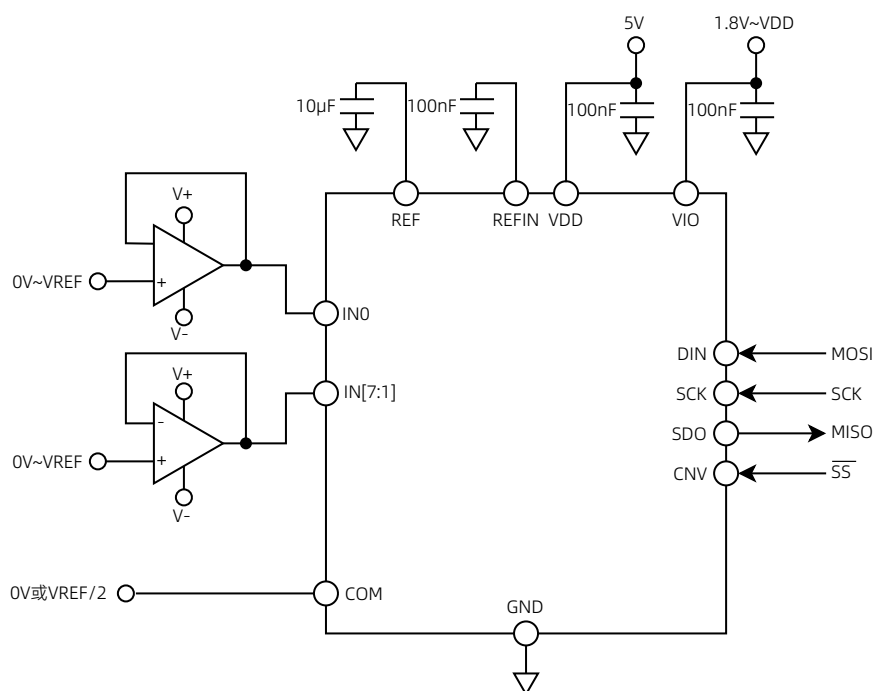 5V
1.8V~VDD
10μF
100nF
100nF
100nF
REF
REFIN
VDD
VIO
V+
0V~VREF
+
V-
IN0
V+
-
0V~VREF
+
V-
IN[7:1]
DIN
MOSI
SCK
SCK
SDO
MISO
CNV
SS
0V或VREF/2
COM
GND